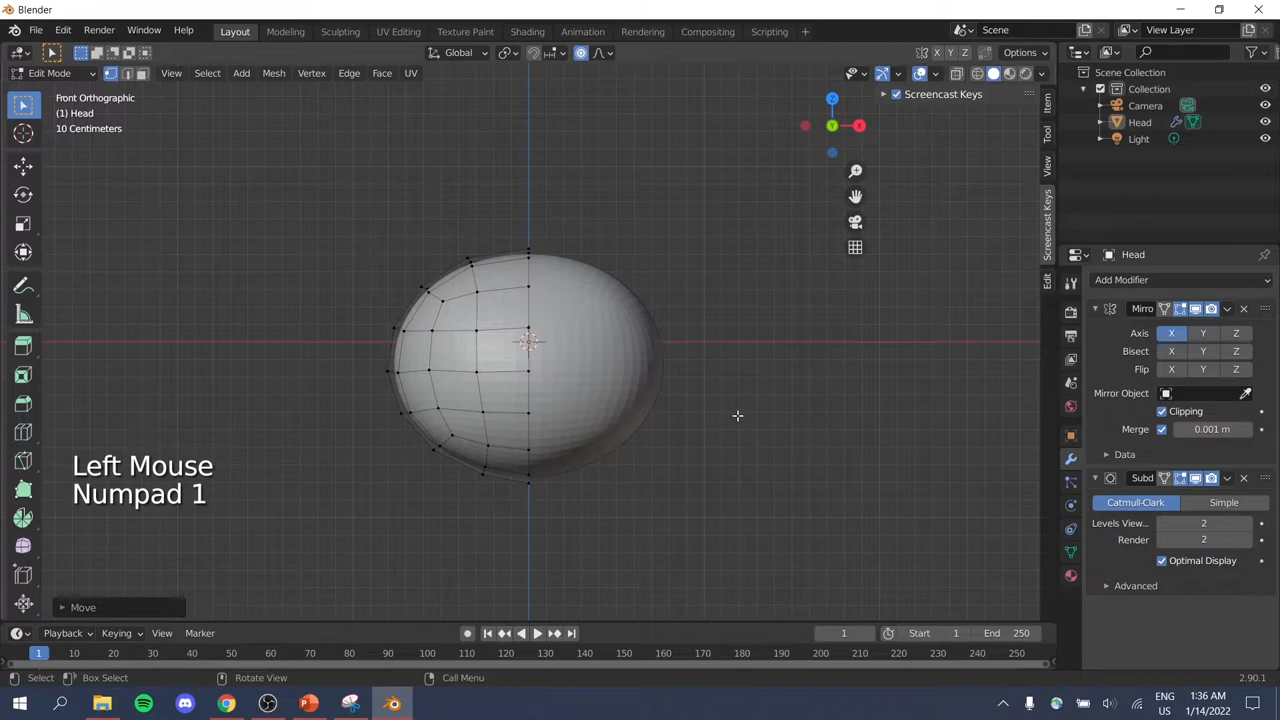 Blender
File Edit Render Window Help Layout Modeling Sculpting UV Editing Texture Paint Shading Animation Rendering Compositing Scripting + Scene View Layer
Global X Y Z Options
Edit Mode View Select Add Mesh Vertex Edge Face UV
Front Orthographic
(1) Head
10 Centimeters
Screencast Keys
Z
Y
X
Item
Tool
View
Screencast Keys
Edit
Scene Collection
Collection
Camera
Head
Light
Head
Add Modifier
Mirro
Axis X Y Z
Bisect X Y Z
Flip X Y Z
Mirror Object
Clipping
Merge 0.001 m
Data
Subd
Catmull-Clark Simple
Levels View... 2
Render 2
Optimal Display
Advanced
Left Mouse
Numpad 1
Move
Playback Keying View Marker 1 Start 1 End 250
1 10 20 30 40 50 60 70 80 90 100 110 120 130 140 150 160 170 180 190 200 210 220 230 240 250
Select Box Select Rotate View Call Menu 2.90.1
ENG
US
1:36 AM
1/14/2022